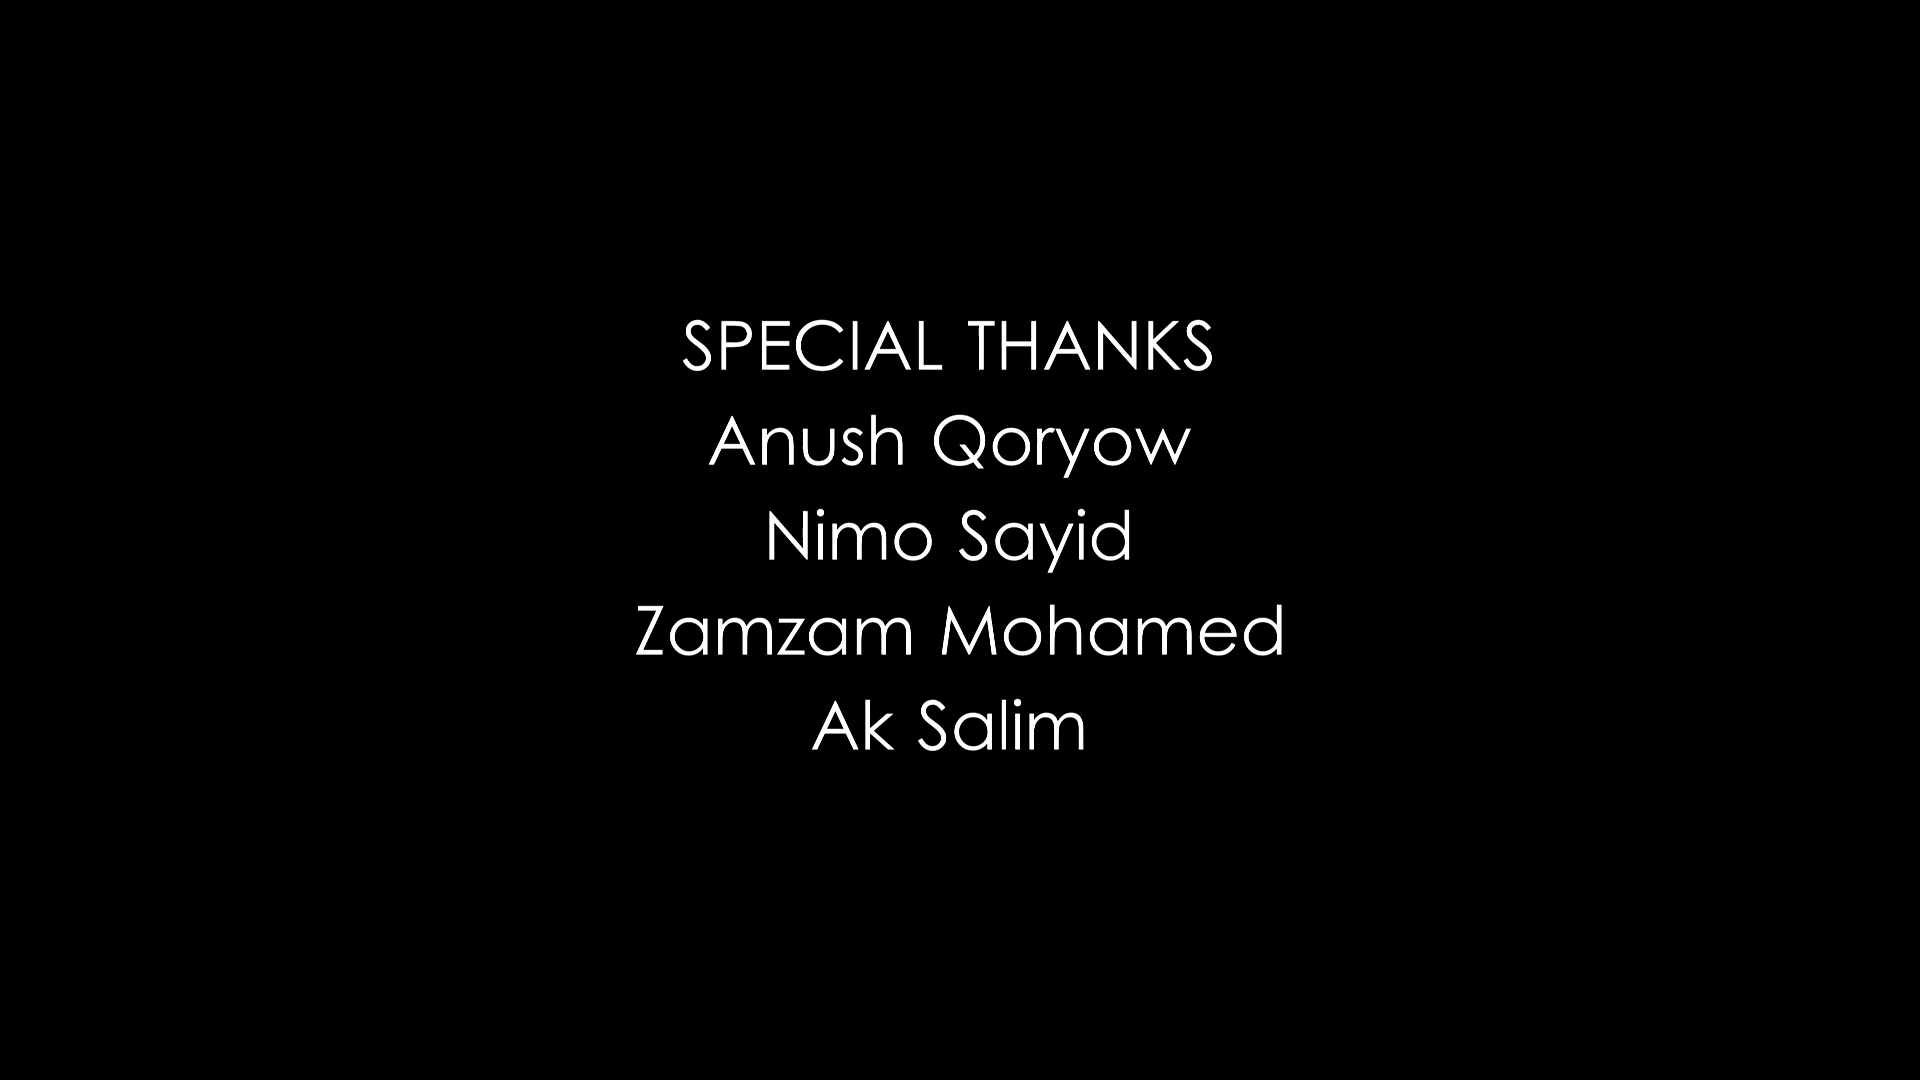 SPECIAL THANKS
Anush Qoryow
Nimo Sayid
Zamzam Mohamed
Ak Salim